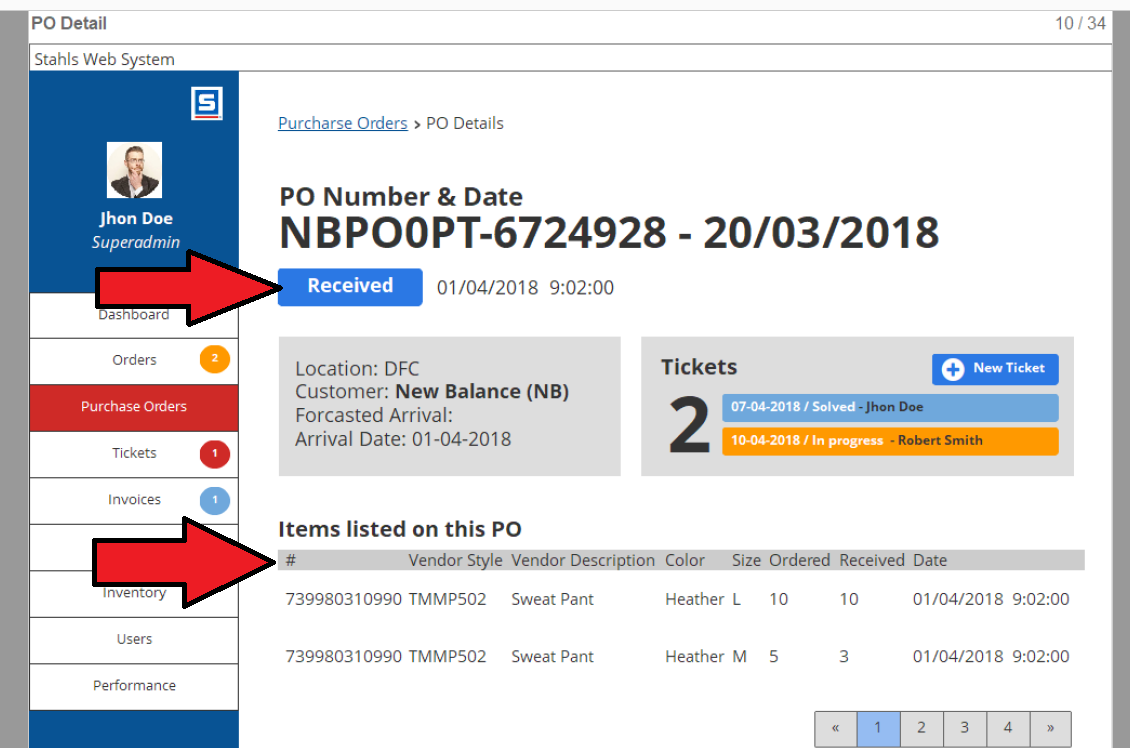 PO Detail
10 / 34
Stahls Web System
S
Jhon Doe
Superadmin
Dashboard
Orders 2
Purchase Orders
Tickets 1
Invoices 1
Inventory
Users
Performance
Purcharse Orders › PO Details
PO Number & Date
NBPO0PT-6724928 - 20/03/2018
Received 01/04/2018 9:02:00
Location: DFC
Customer: New Balance (NB)
Forcasted Arrival:
Arrival Date: 01-04-2018
Tickets
New Ticket
2
07-04-2018 / Solved - Jhon Doe
10-04-2018 / In progress - Robert Smith
Items listed on this PO
# Vendor Style Vendor Description Color Size Ordered Received Date
739980310990 TMMP502 Sweat Pant Heather L 10 10 01/04/2018 9:02:00
739980310990 TMMP502 Sweat Pant Heather M 5 3 01/04/2018 9:02:00
« 1 2 3 4 »